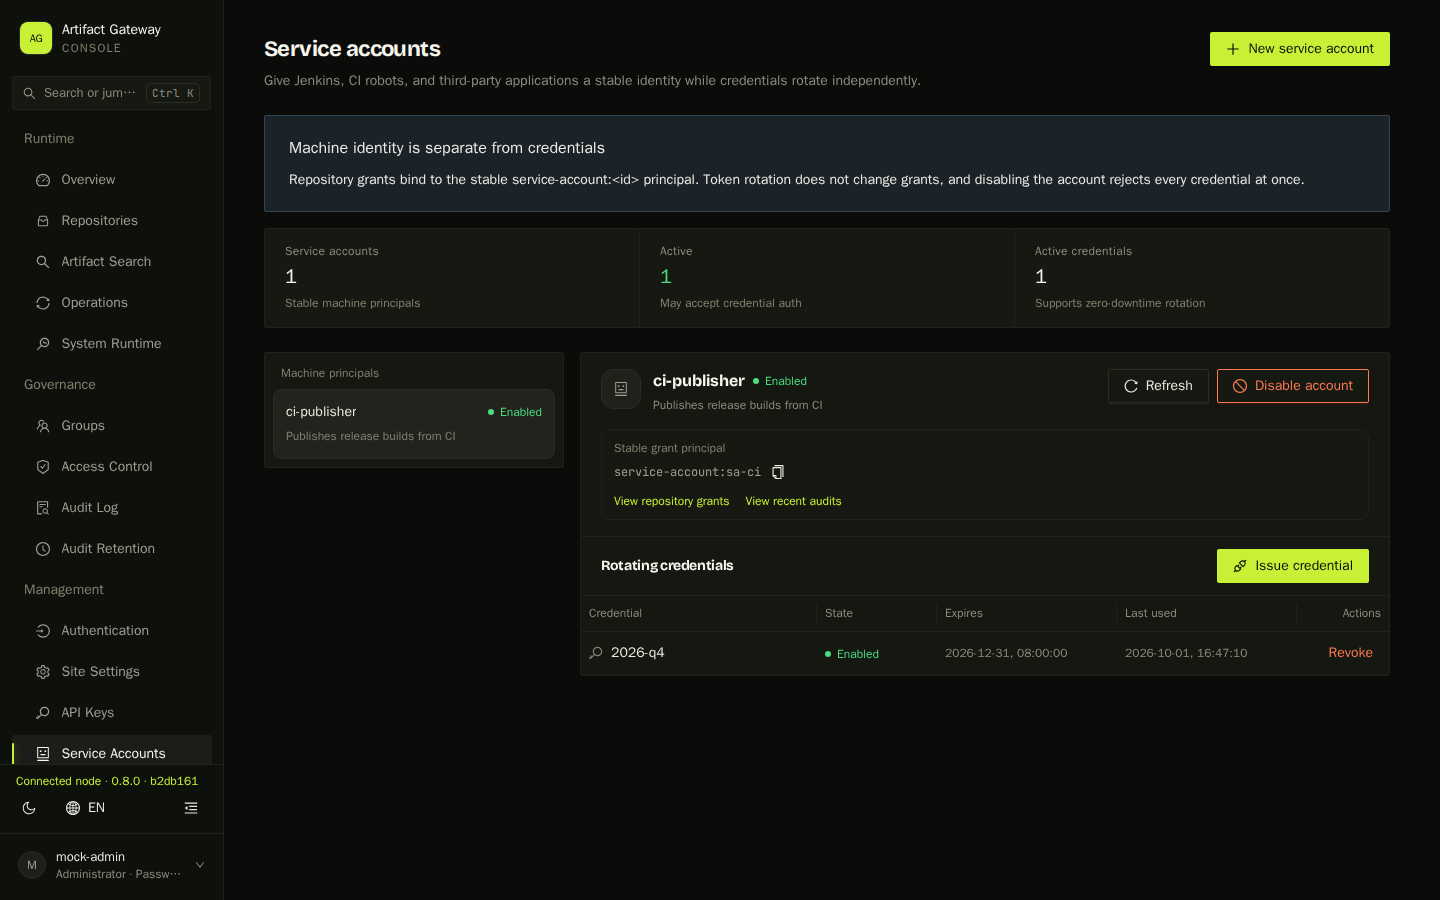 AG
Artifact Gateway
CONSOLE
Search or jum···
Ctrl K
Runtime
Overview
Repositories
Artifact Search
Operations
System Runtime
Governance
Groups
Access Control
Audit Log
Audit Retention
Management
Authentication
Site Settings
API Keys
Service Accounts
Connected node · 0.8.0 · b2db161
EN
M
mock-admin
Administrator · Passw···
Service accounts
New service account
Give Jenkins, CI robots, and third-party applications a stable identity while credentials rotate independently.
Machine identity is separate from credentials
Repository grants bind to the stable service-account:<id> principal. Token rotation does not change grants, and disabling the account rejects every credential at once.
Service accounts
1
Stable machine principals
Active
1
May accept credential auth
Active credentials
1
Supports zero-downtime rotation
Machine principals
ci-publisher
Enabled
Publishes release builds from CI
ci-publisher
Enabled
Publishes release builds from CI
Refresh
Disable account
Stable grant principal
service-account:sa-ci
View repository grants
View recent audits
Rotating credentials
Issue credential
Credential State Expires Last used Actions
2026-q4 Enabled 2026-12-31, 08:00:00 2026-10-01, 16:47:10 Revoke